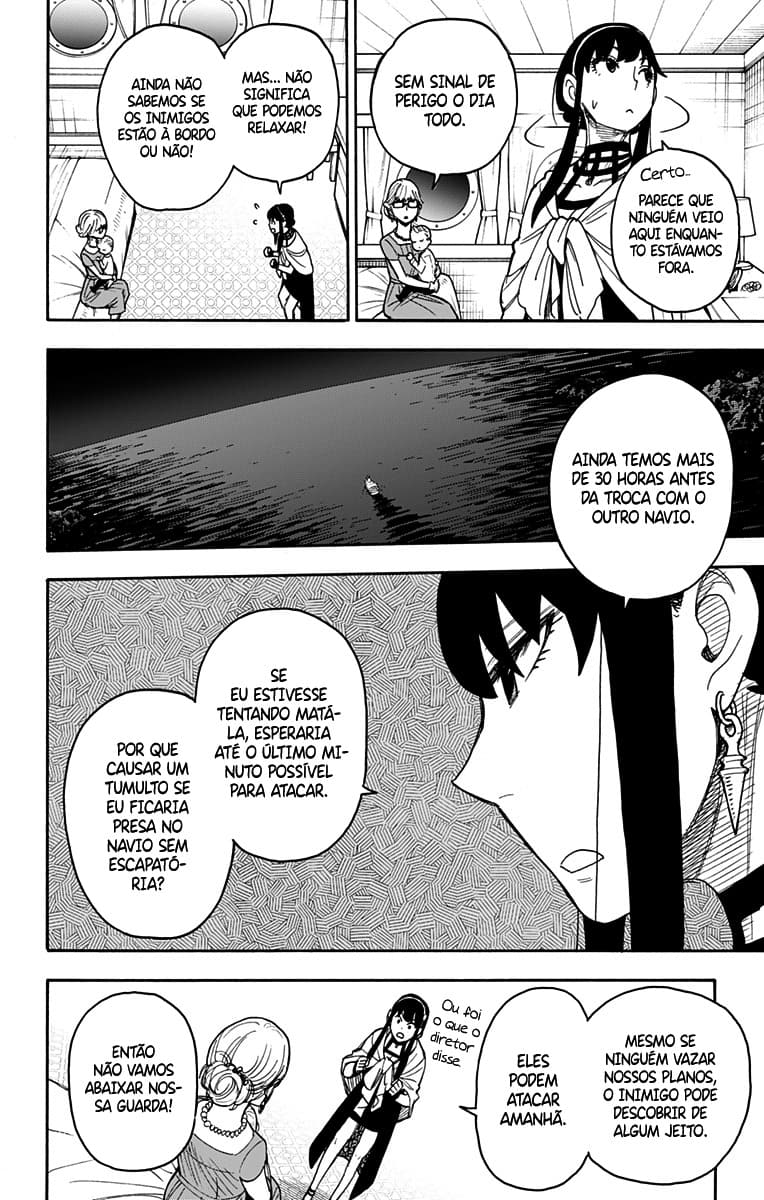 Certo..
PARECE QUE
NINGUÉM VEIO
AQUI ENQUAN-
TO ESTÁVAMOS
FORA.
SEM SINAL DE
PERIGO O DIA
TODO.
MAS... NÃO
SIGNIFICA
QUE PODEMOS
RELAXAR!
AINDA NÃO
SABEMOS SE
OS INIMIGOS
ESTÃO À BORDO
OU NÃO!
AINDA TEMOS MAIS
DE 30 HORAS ANTES
DA TROCA COM O
OUTRO NAVIO.
SE
EU ESTIVESSE
TENTANDO MATÁ-
LA, ESPERARIA
ATÉ O ÚLTIMO MI-
NUTO POSSÍVEL
PARA ATACAR.
POR QUE
CAUSAR UM
TUMULTO SE
EU FICARIA
PRESA NO
NAVIO SEM
ESCAPATÓ-
RIA?
MESMO SE
NINGUÉM VAZAR
NOSSOS PLANOS,
O INIMIGO PODE
DESCOBRIR DE
ALGUM JEITO.
ELES
PODEM
ATACAR
AMANHÃ.
Ou foi
o que o
diretor
disse.
ENTÃO
NÃO VAMOS
ABAIXAR NOS-
SA GUARDA!